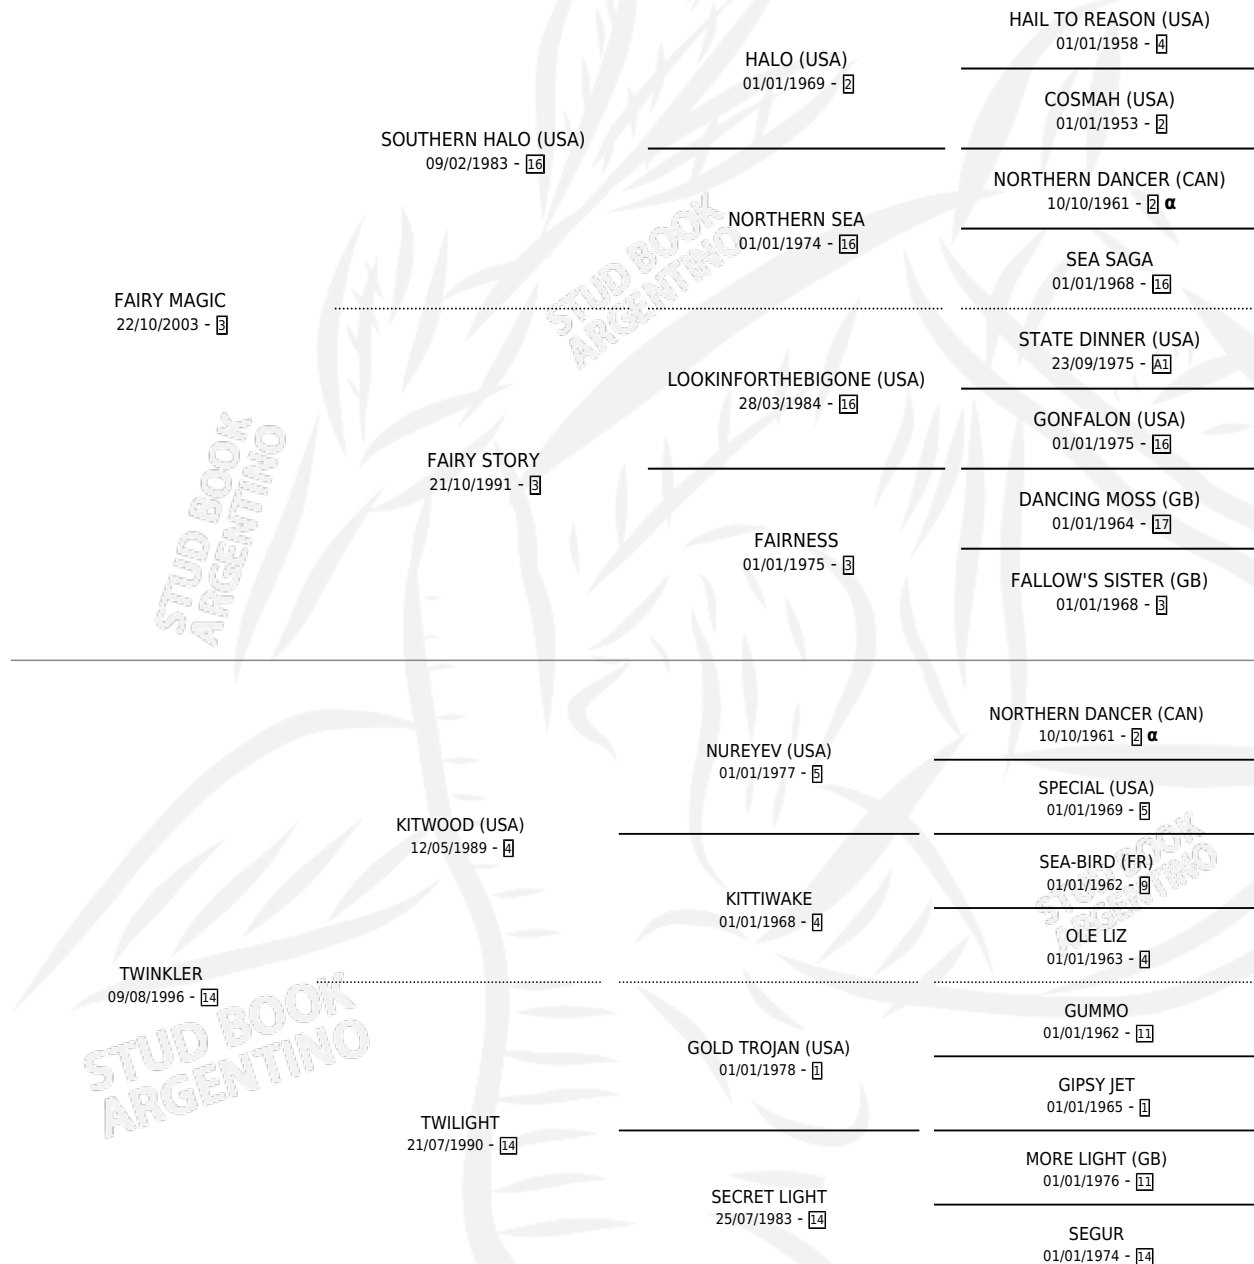 HAIL TO REASON (USA)
01/01/1958 - 4
HALO (USA)
01/01/1969 - 2
COSMAH (USA)
01/01/1953 - 2
SOUTHERN HALO (USA)
09/02/1983 - 16
NORTHERN DANCER (CAN)
10/10/1961 - 2 α
NORTHERN SEA
01/01/1974 - 16
SEA SAGA
01/01/1968 - 16
FAIRY MAGIC
22/10/2003 - 3
STUD BOOK
ARGENTINO
STATE DINNER (USA)
23/09/1975 - A1
LOOKINFORTHEBIGONE (USA)
28/03/1984 - 16
GONFALON (USA)
01/01/1975 - 16
FAIRY STORY
21/10/1991 - 3
DANCING MOSS (GB)
01/01/1964 - 17
FAIRNESS
01/01/1975 - 3
FALLOW'S SISTER (GB)
01/01/1968 - 3
STUD BOOK
ARGENTINO
NORTHERN DANCER (CAN)
10/10/1961 - 2 α
NUREYEV (USA)
01/01/1977 - 5
SPECIAL (USA)
01/01/1969 - 5
KITWOOD (USA)
12/05/1989 - 4
SEA-BIRD (FR)
01/01/1962 - 9
KITTIWAKE
01/01/1968 - 4
STUD BOOK
ARGENTINO
OLE LIZ
01/01/1963 - 4
TWINKLER
09/08/1996 - 14
STUD BOOK
ARGENTINO
GUMMO
01/01/1962 - 11
GOLD TROJAN (USA)
01/01/1978 - 1
GIPSY JET
01/01/1965 - 1
TWILIGHT
21/07/1990 - 14
MORE LIGHT (GB)
01/01/1976 - 11
SECRET LIGHT
25/07/1983 - 14
SEGUR
01/01/1974 - 14